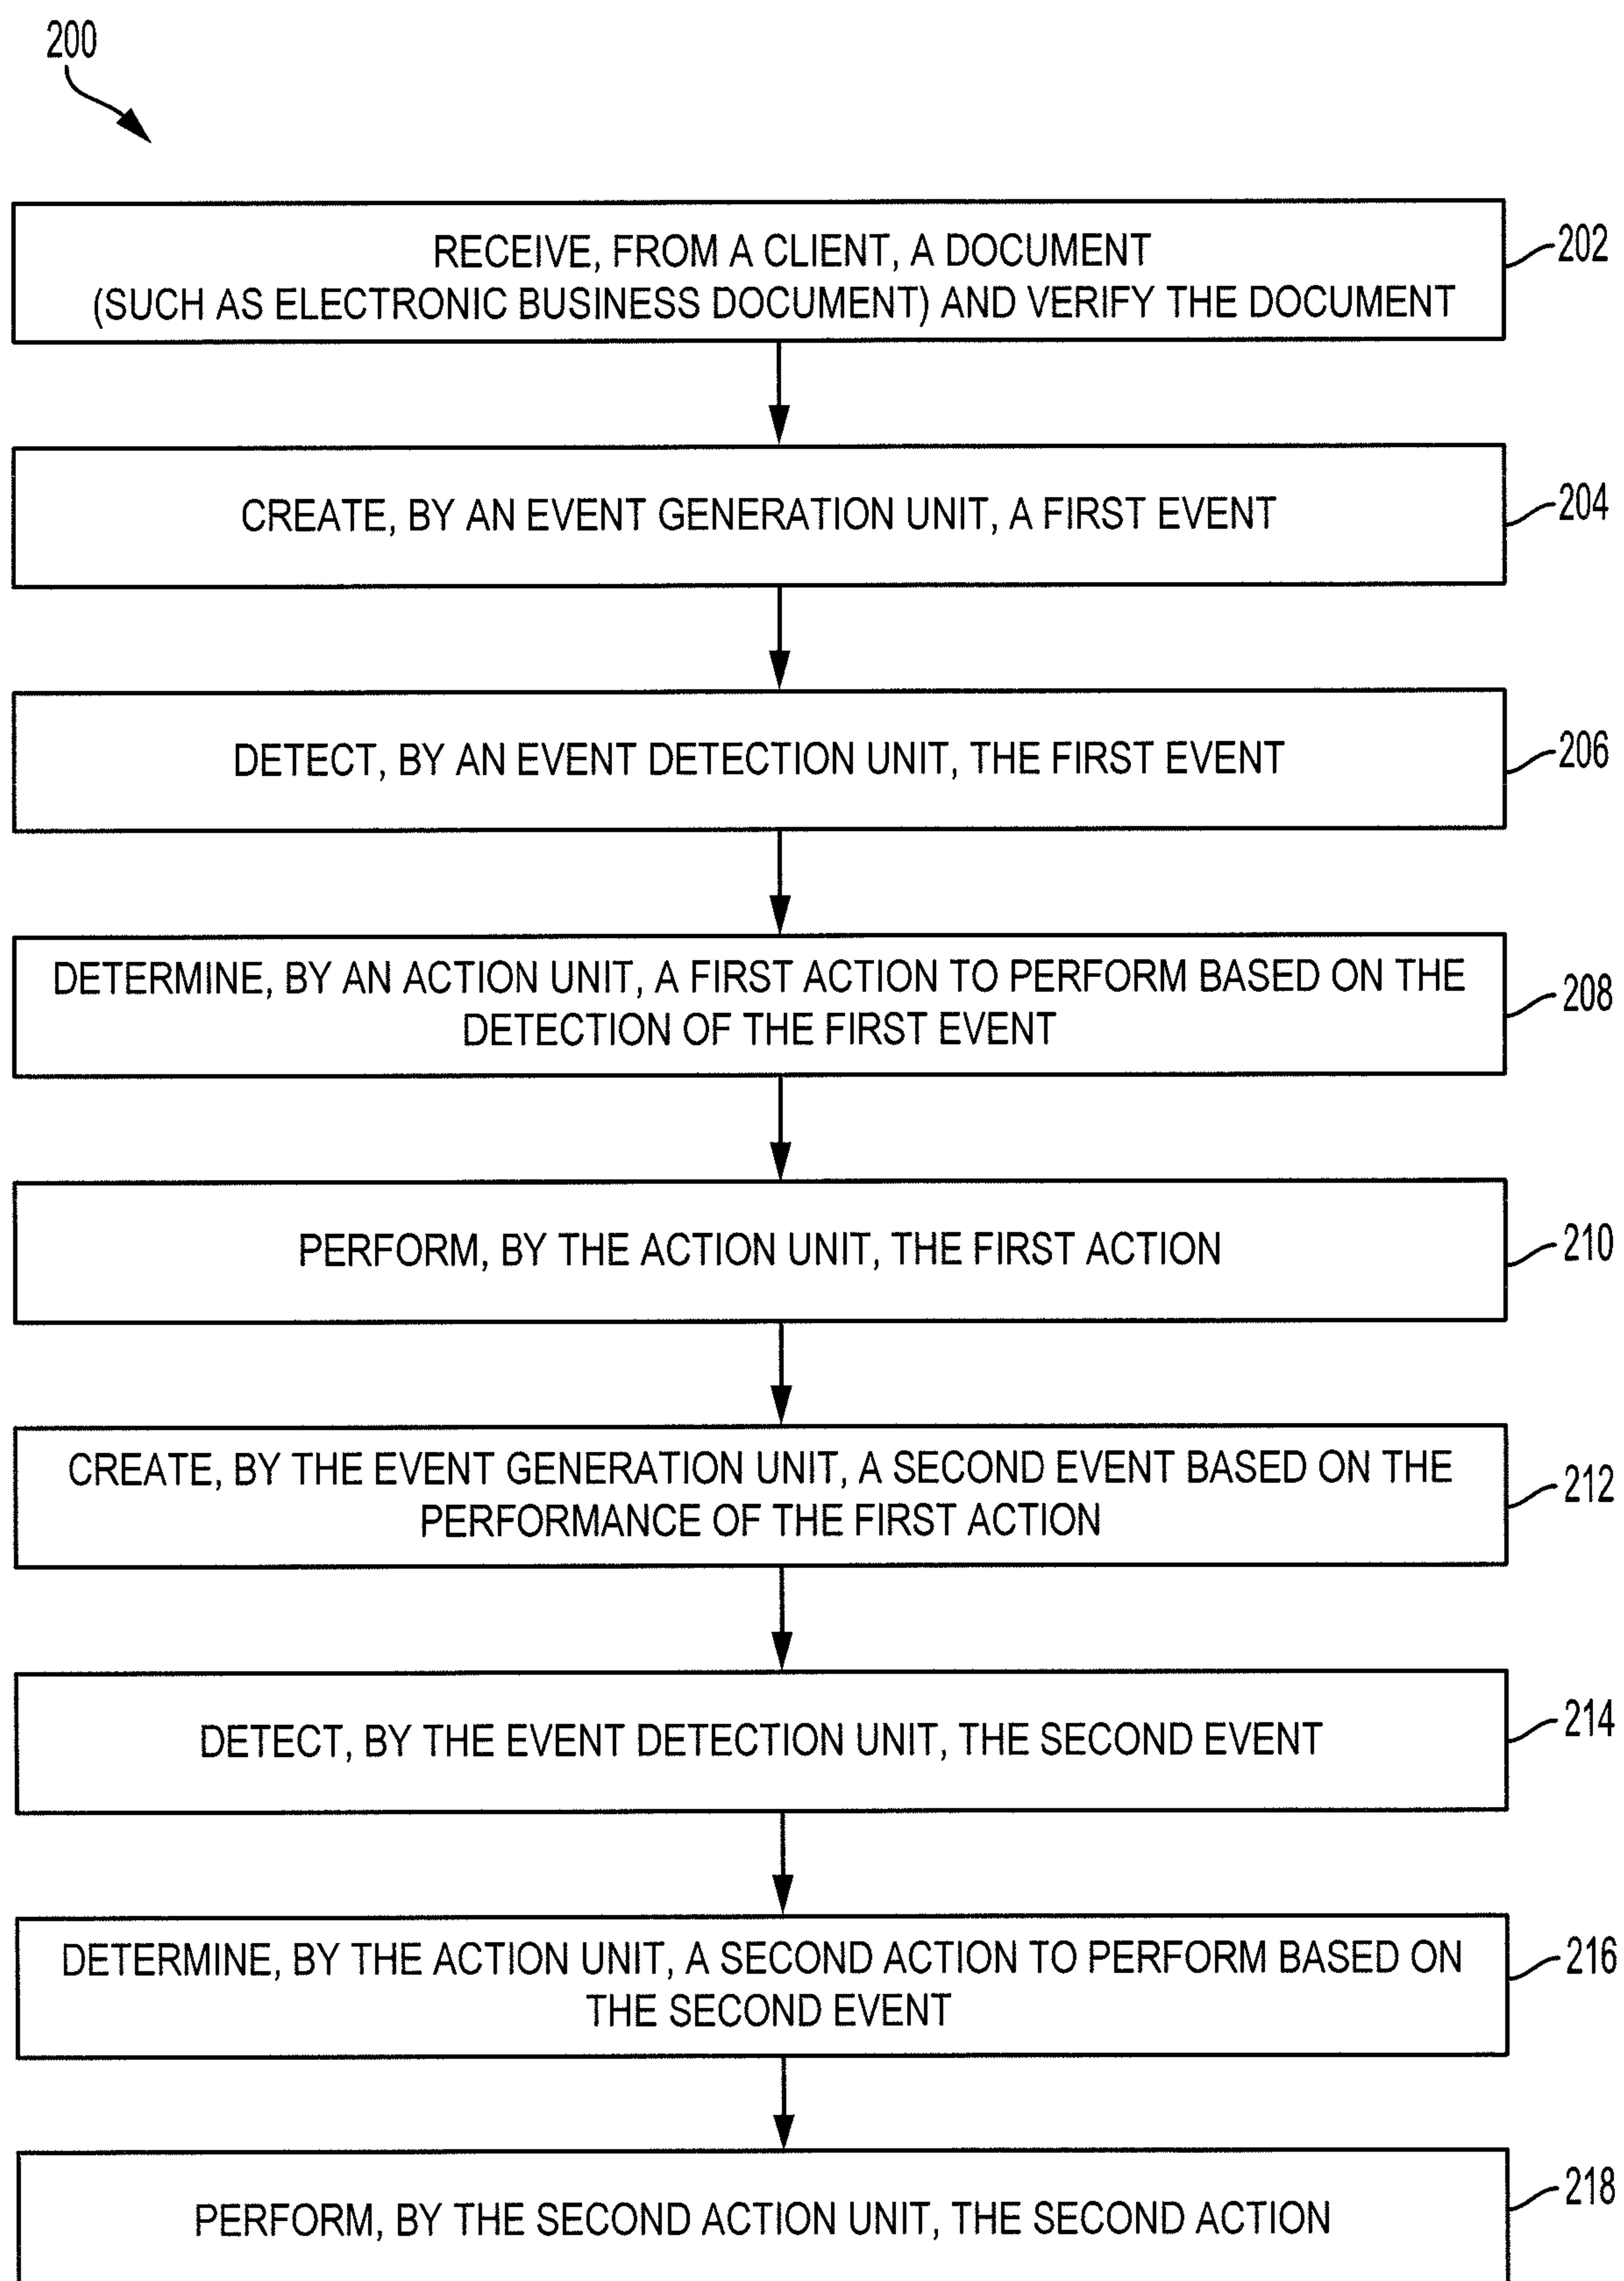 200
RECEIVE, FROM A CLIENT, A DOCUMENT
(SUCH AS ELECTRONIC BUSINESS DOCUMENT) AND VERIFY THE DOCUMENT
202
CREATE, BY AN EVENT GENERATION UNIT, A FIRST EVENT
204
DETECT, BY AN EVENT DETECTION UNIT, THE FIRST EVENT
206
DETERMINE, BY AN ACTION UNIT, A FIRST ACTION TO PERFORM BASED ON THE
DETECTION OF THE FIRST EVENT
208
PERFORM, BY THE ACTION UNIT, THE FIRST ACTION
210
CREATE, BY THE EVENT GENERATION UNIT, A SECOND EVENT BASED ON THE
PERFORMANCE OF THE FIRST ACTION
212
DETECT, BY THE EVENT DETECTION UNIT, THE SECOND EVENT
214
DETERMINE, BY THE ACTION UNIT, A SECOND ACTION TO PERFORM BASED ON
THE SECOND EVENT
216
PERFORM, BY THE SECOND ACTION UNIT, THE SECOND ACTION
218